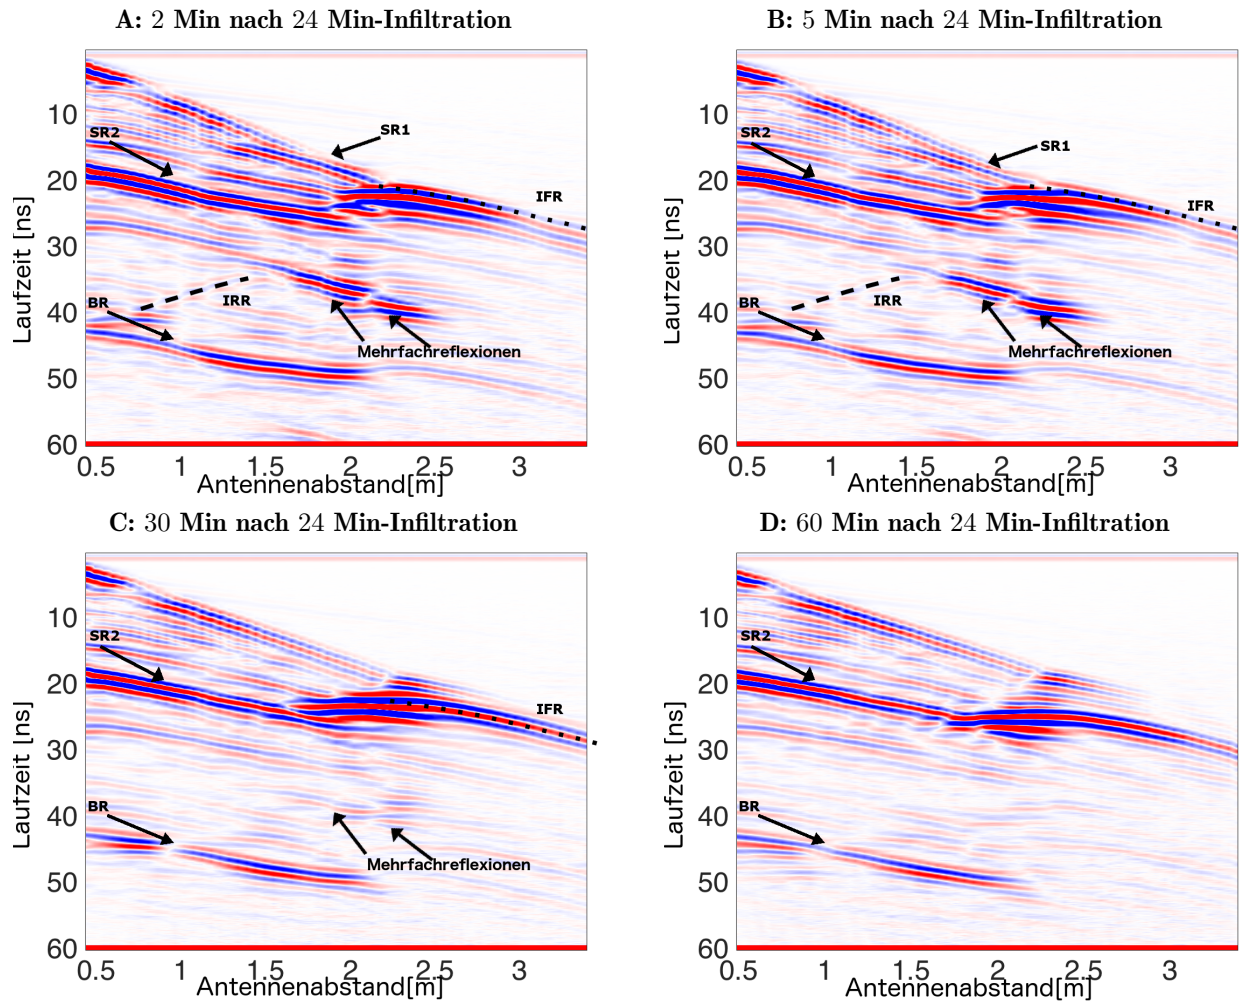 A: 2 Min nach 24 Min-Infiltration
B: 5 Min nach 24 Min-Infiltration
Laufzeit [ns]
10
20
30
40
50
60
SR2
SR1
IFR
IRR
BR
Mehrfachreflexionen
0.5 1 1.5 2 2.5 3
Antennenabstand[m]
Laufzeit [ns]
10
20
30
40
50
60
SR2
SR1
IFR
IRR
BR
Mehrfachreflexionen
0.5 1 1.5 2 2.5 3
Antennenabstand[m]
C: 30 Min nach 24 Min-Infiltration
D: 60 Min nach 24 Min-Infiltration
Laufzeit [ns]
10
20
30
40
50
60
SR2
IFR
BR
Mehrfachreflexionen
0.5 1 1.5 2 2.5 3
Antennenabstand[m]
Laufzeit [ns]
10
20
30
40
50
60
SR2
BR
0.5 1 1.5 2 2.5 3
Antennenabstand[m]